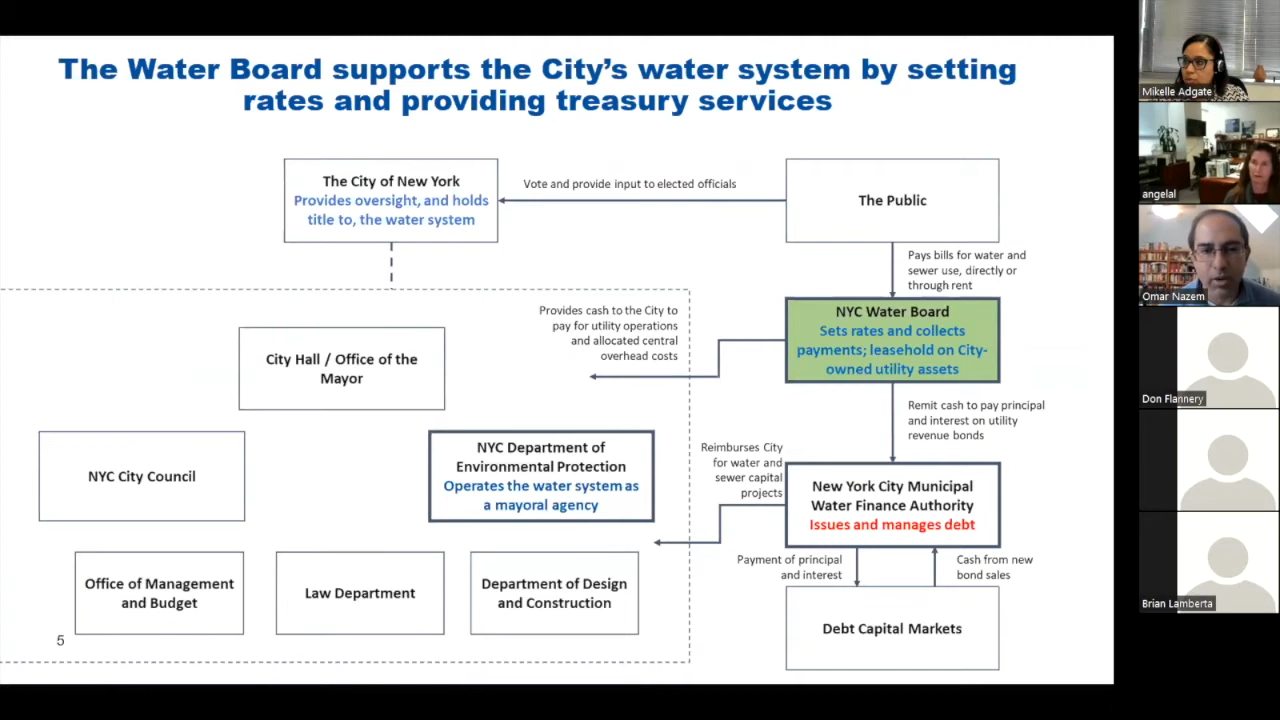 The Water Board supports the City’s water system by setting
rates and providing treasury services
The City of New York
Provides oversight, and holds
title to, the water system
Vote and provide input to elected officials
The Public
Pays bills for water and
sewer use, directly or
through rent
Provides cash to the City to
pay for utility operations
and allocated central
overhead costs
NYC Water Board
Sets rates and collects
payments; leasehold on City-
owned utility assets
City Hall / Office of the
Mayor
Remit cash to pay principal
and interest on utility
revenue bonds
NYC City Council
NYC Department of
Environmental Protection
Operates the water system as
a mayoral agency
Reimburses City
for water and
sewer capital
projects
New York City Municipal
Water Finance Authority
Issues and manages debt
Payment of principal
and interest
Cash from new
bond sales
Office of Management
and Budget
Law Department
Department of Design
and Construction
Debt Capital Markets
5
Mikelle Adgate
angelal
Omar Nazem
Don Flannery
Brian Lamberta